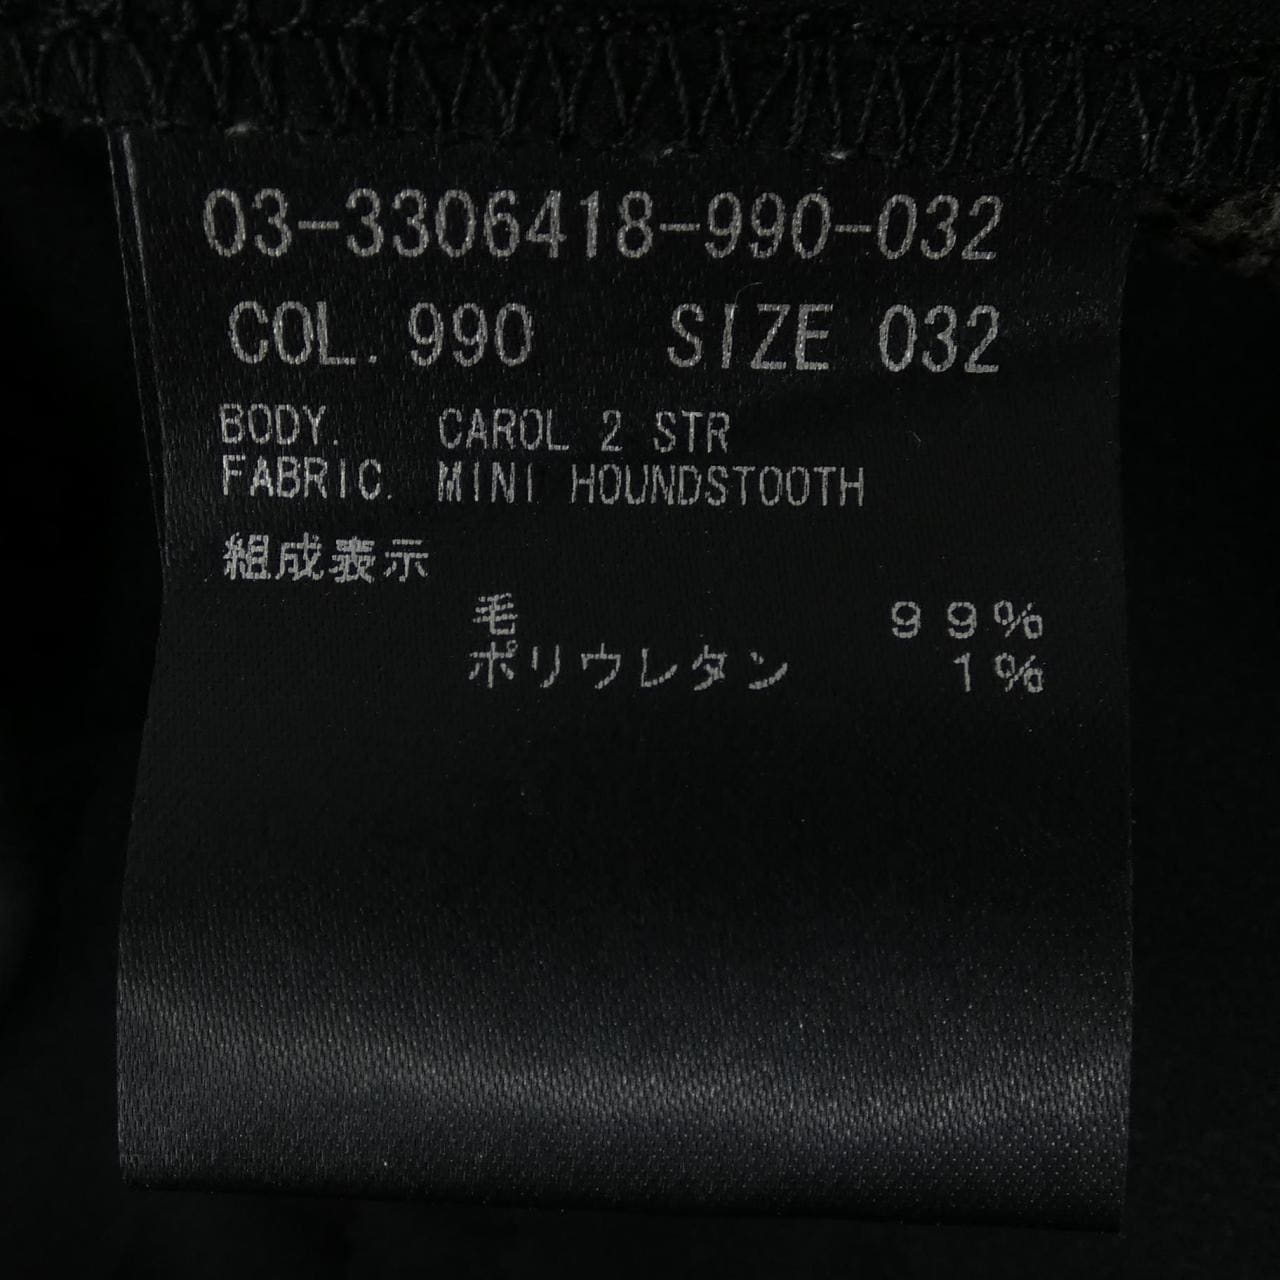 03-3306418-990-032
COL. 990 SIZE 032
BODY. CAROL 2 STR
FABRIC. MINI HOUNDSTOOTH
組成表示
毛 99%
ポリウレタン 1%